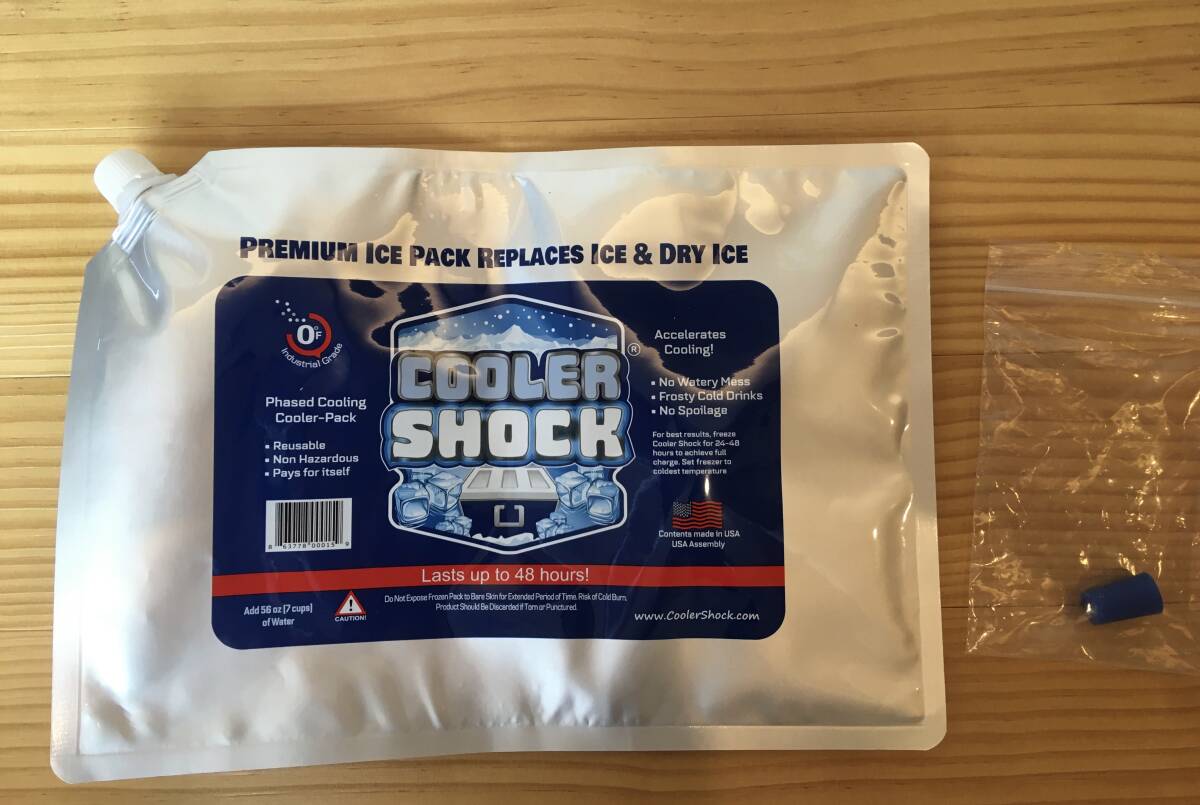 PREMIUM ICE PACK REPLACES ICE & DRY ICE
0°F
Industrial Grade
Phased Cooling
Cooler-Pack
▪ Reusable
▪ Non Hazardous
▪ Pays for itself
8 63778 00015 9
COOLER
SHOCK
®
Accelerates
Cooling!
▪ No Watery Mess
▪ Frosty Cold Drinks
▪ No Spoilage
For best results, freeze
Cooler Shock for 24-48
hours to achieve full
charge. Set freezer to
coldest temperature
Contents made in USA
USA Assembly
Lasts up to 48 hours!
Add 56 oz (7 cups)
of Water
CAUTION!
Do Not Expose Frozen Pack to Bare Skin for Extended Period of Time. Risk of Cold Burn.
Product Should Be Discarded if Torn or Punctured.
www.CoolerShock.com